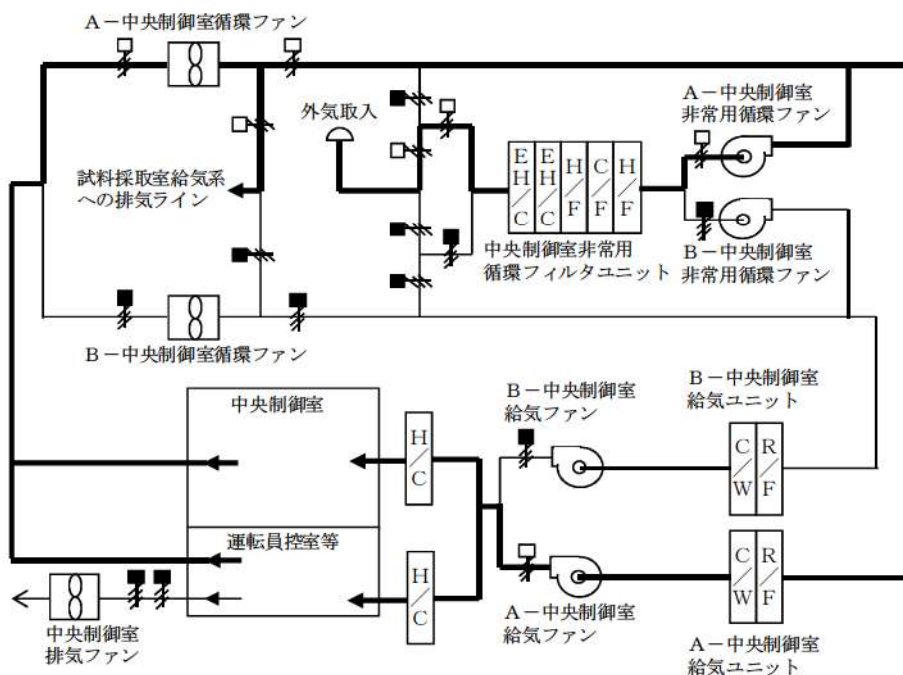 A－中央制御室循環ファン
外気取入
A－中央制御室
非常用循環ファン
試料採取室給気系
への排気ライン
E
H/
C
E
H/
C
H/
F
C/
F
H/
F
中央制御室非常用
循環フィルタユニット
B－中央制御室
非常用循環ファン
B－中央制御室循環ファン
中央制御室
H/
C
B－中央制御室
給気ファン
B－中央制御室
給気ユニット
C/
W
R/
F
運転員控室等
H/
C
C/
W
R/
F
A－中央制御室
給気ファン
中央制御室
排気ファン
A－中央制御室
給気ユニット